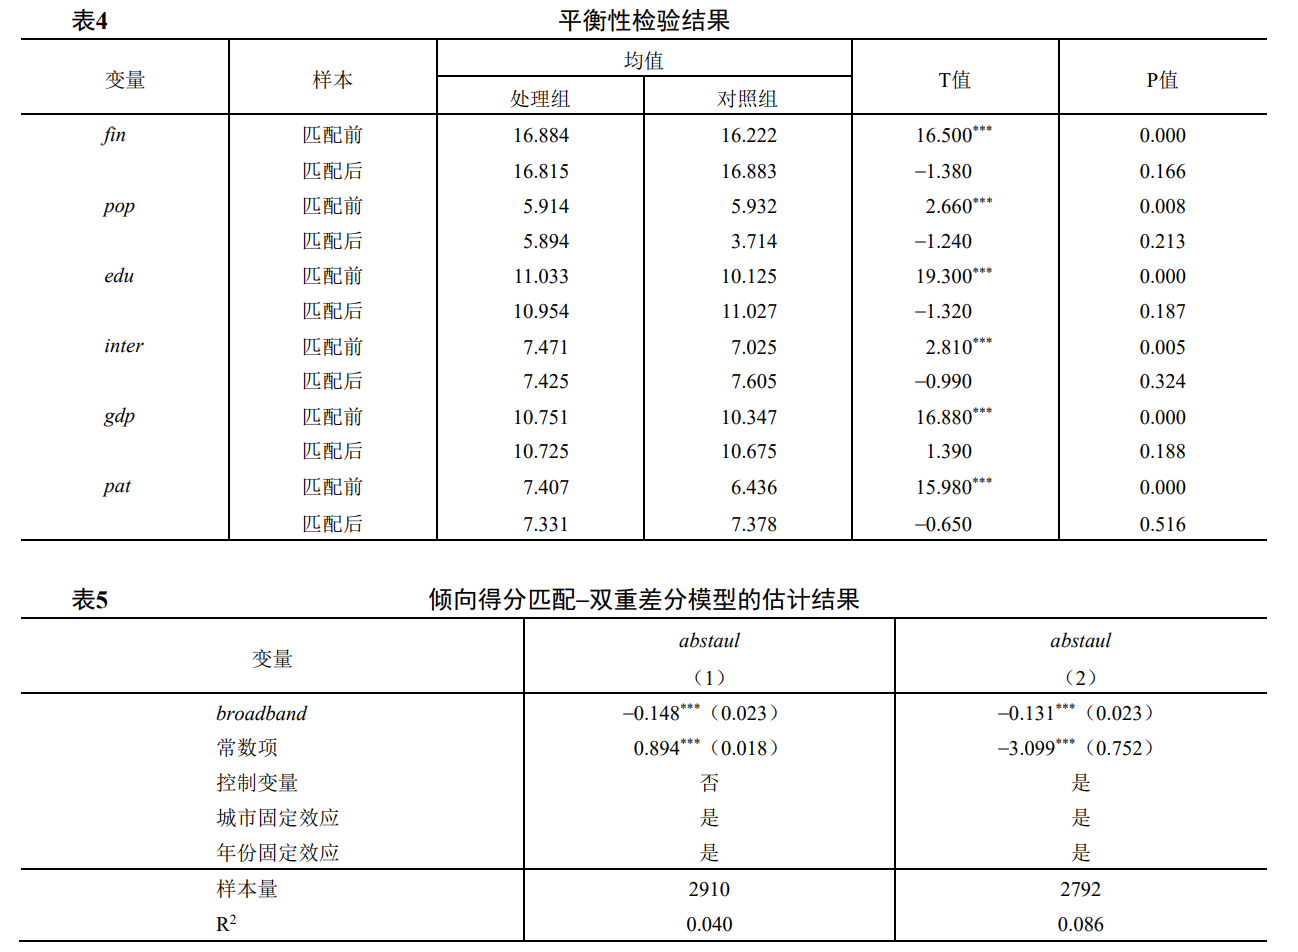 表4 平衡性检验结果
变量 样本 均值 T值 P值
处理组 对照组
fin 匹配前 16.884 16.222 16.500*** 0.000
匹配后 16.815 16.883 −1.380 0.166
pop 匹配前 5.914 5.932 2.660*** 0.008
匹配后 5.894 3.714 −1.240 0.213
edu 匹配前 11.033 10.125 19.300*** 0.000
匹配后 10.954 11.027 −1.320 0.187
inter 匹配前 7.471 7.025 2.810*** 0.005
匹配后 7.425 7.605 −0.990 0.324
gdp 匹配前 10.751 10.347 16.880*** 0.000
匹配后 10.725 10.675 1.390 0.188
pat 匹配前 7.407 6.436 15.980*** 0.000
匹配后 7.331 7.378 −0.650 0.516
表5 倾向得分匹配–双重差分模型的估计结果
变量 abstaul abstaul
（1） （2）
broadband −0.148***（0.023） −0.131***（0.023）
常数项 0.894***（0.018） −3.099***（0.752）
控制变量 否 是
城市固定效应 是 是
年份固定效应 是 是
样本量 2910 2792
R² 0.040 0.086